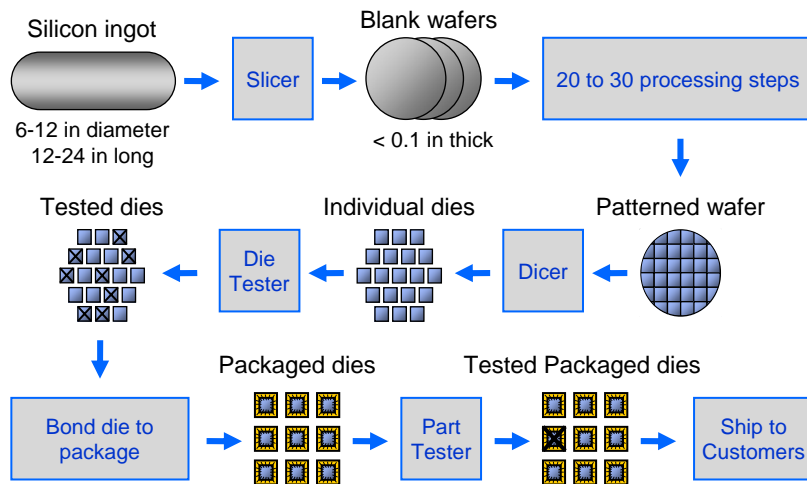 Silicon ingot
Blank wafers
Slicer
20 to 30 processing steps
6-12 in diameter
12-24 in long
< 0.1 in thick
Tested dies
Individual dies
Patterned wafer
Die
Tester
Dicer
Packaged dies
Tested Packaged dies
Bond die to
package
Part
Tester
Ship to
Customers